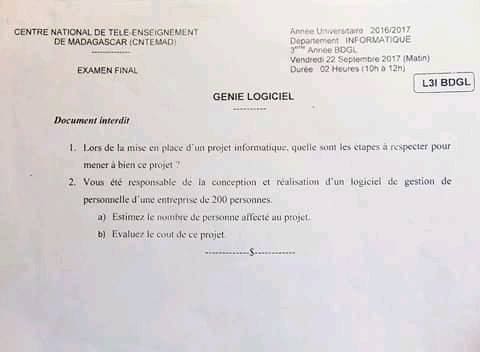 CENTRE NATIONAL DE TELE-ENSEIGNEMENT
DE MADAGASCAR (CNTEMAD)
-------------
EXAMEN FINAL
Année Universitaire 2016/2017
Département INFORMATIQUE
3ème Année BDGL
Vendredi 22 Septembre 2017 (Matin)
Durée 02 Heures (10h à 12h)
L3I BDGL
GENIE LOGICIEL
----------
Document interdit
1. Lors de la mise en place d'un projet informatique, quelle sont les etapes à respecter pour
mener à bien ce projet ?
2. Vous été responsable de la conception et réalisation d'un logiciel de gestion de
personnelle d'une entreprise de 200 personnes.
a) Estimez le nombre de personne affecté au projet.
b) Evaluez le cout de ce projet.
------------$------------